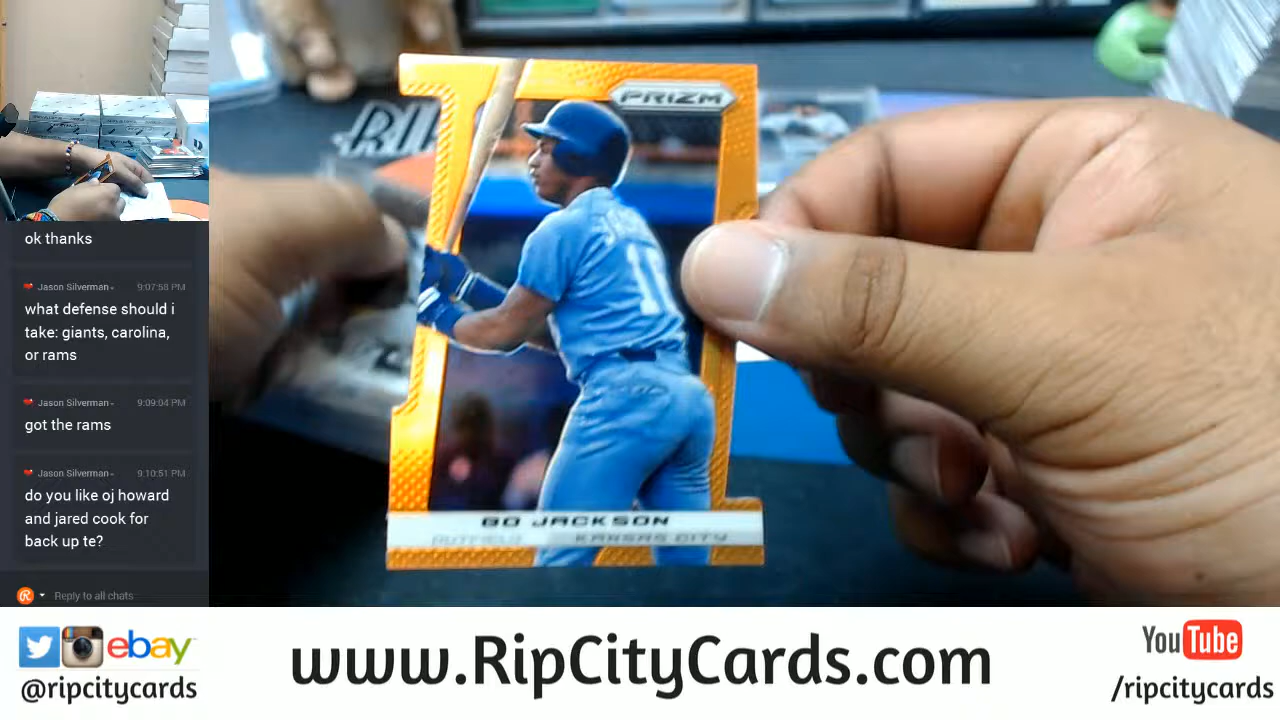 ok thanks
Jason Silverman
9:07:58 PM
what defense should i
take: giants, carolina,
or rams
Jason Silverman
9:09:04 PM
got the rams
Jason Silverman
9:10:51 PM
do you like oj howard
and jared cook for
back up te?
Reply to all chats
PRIZM
BO JACKSON
OUTFIELD KANSAS CITY
ebay
@ripcitycards
www.RipCityCards.com
YouTube
/ripcitycards